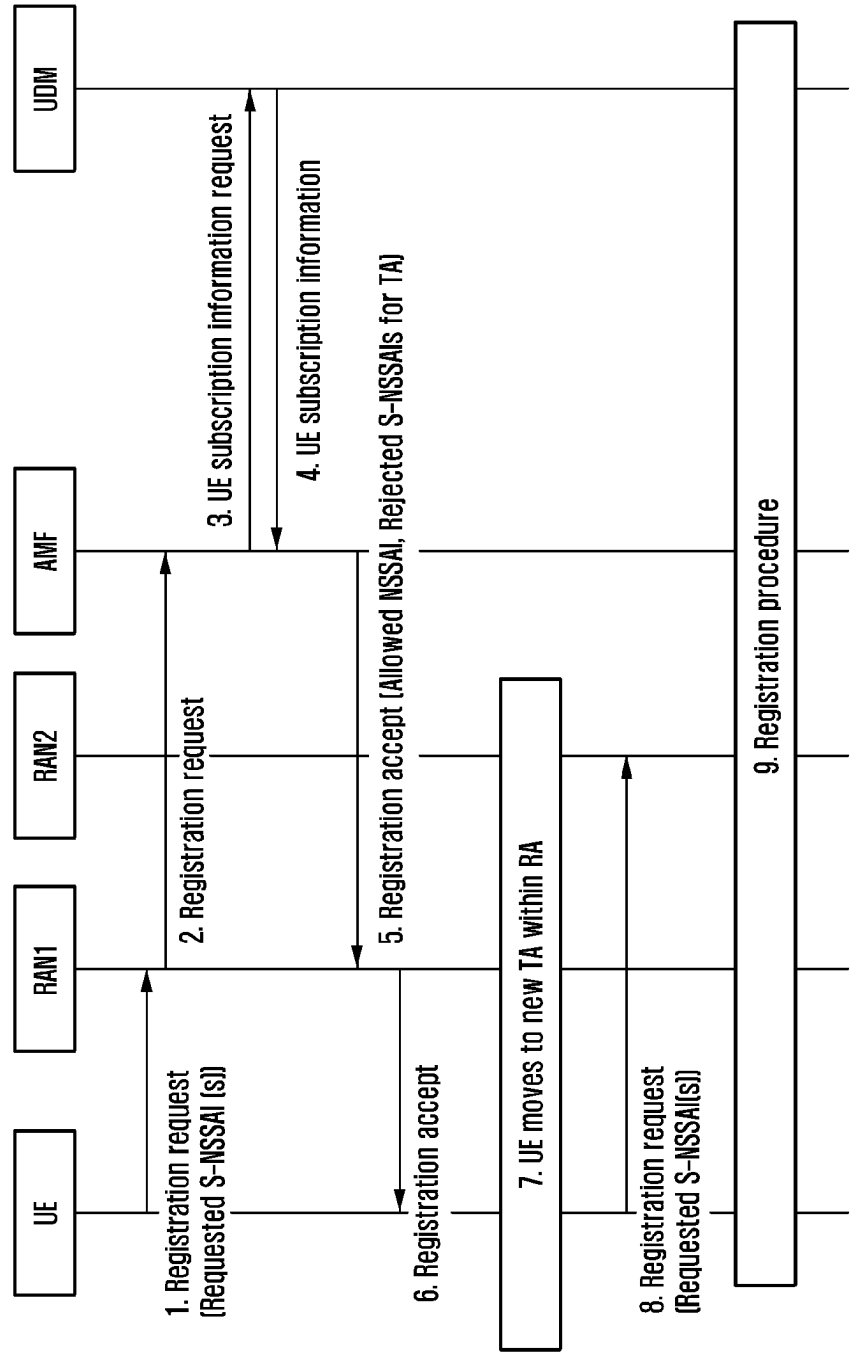 UE
RAN1
RAN2
AMF
UDM
1. Registration request
(Requested S-NSSAI (s))
2. Registration request
3. UE subscription information request
4. UE subscription information
5. Registration accept (Allowed NSSAI, Rejected S-NSSAIs for TA)
6. Registration accept
7. UE moves to new TA within RA
8. Registration request
(Requested S-NSSAI(s))
9. Registration procedure